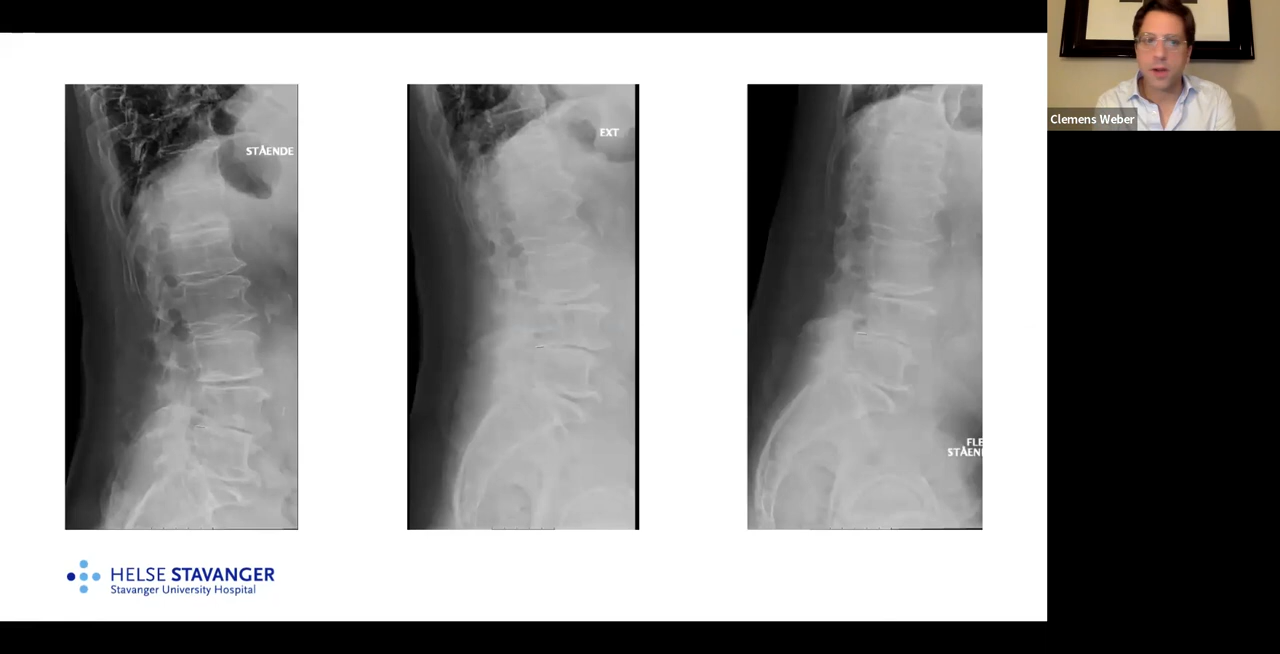 STÅENDE
EXT
FLE
STÅEN
HELSE STAVANGER
Stavanger University Hospital
Clemens Weber